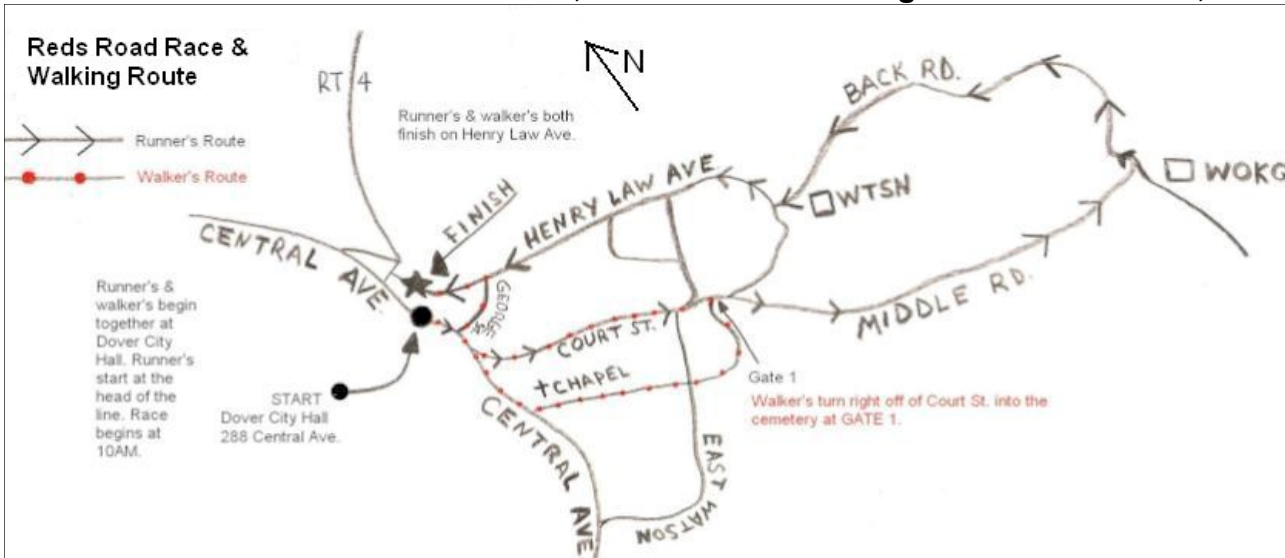 Reds Road Race &
Walking Route
Runner's Route
Walker's Route
RT 4
N
Runner's & walker's both
finish on Henry Law Ave.
BACK RD.
WOKQ
WTSN
HENRY LAW AVE
FINISH
CENTRAL AVE
GEORGE ST
MIDDLE RD.
COURT ST.
CHAPEL
Runner's &
walker's begin
together at
Dover City
Hall. Runner's
start at the
head of the
line. Race
begins at
10AM.
START
Dover City Hall
288 Central Ave.
Gate 1
Walker's turn right off of Court St. into the
cemetery at GATE 1.
CENTRAL AVE
EAST WATSON